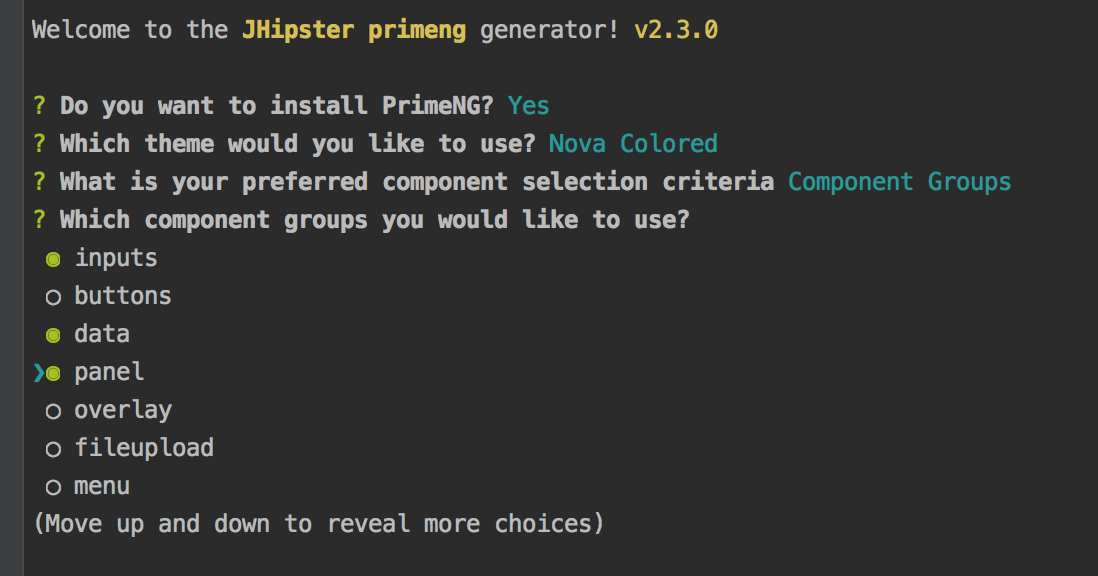 Welcome to the JHipster primeng generator! v2.3.0
? Do you want to install PrimeNG? Yes
? Which theme would you like to use? Nova Colored
? What is your preferred component selection criteria Component Groups
? Which component groups you would like to use?
◉ inputs
◯ buttons
◉ data
❯◉ panel
◯ overlay
◯ fileupload
◯ menu
(Move up and down to reveal more choices)